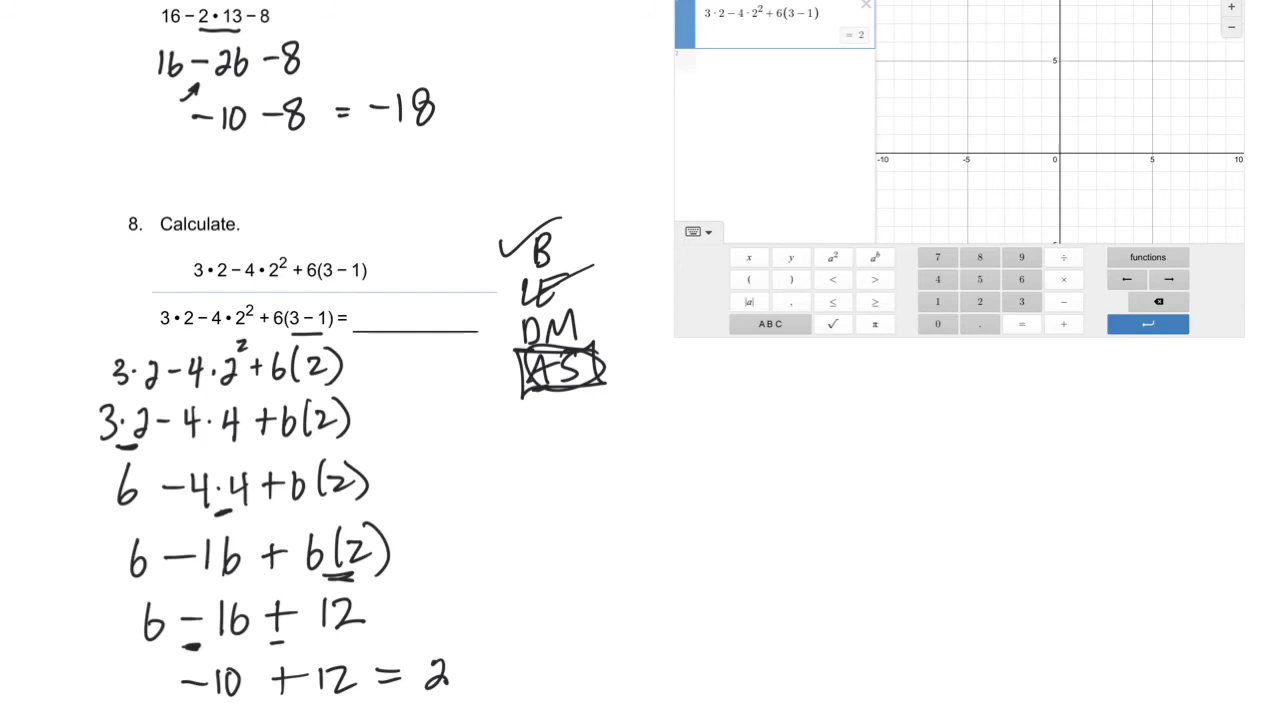 16 – 2 • 13 – 8
16 - 26 - 8
-10 - 8 = -18
8. Calculate.
3 • 2 – 4 • 2² + 6(3 – 1)
3 • 2 – 4 • 2² + 6(3 – 1) = ____________
3 · 2 - 4 · 2² + 6(2)
3 · 2 - 4 · 4 + 6(2)
6 - 4 · 4 + 6(2)
6 - 16 + 6(2)
6 - 16 + 12
-10 + 12 = 2
B
E
DM
AS
3 · 2 − 4 · 2² + 6(3 − 1)
= 2
2
+
−
5
-10 -5 0 5 10
x y a² aᵇ 7 8 9 ÷ functions
( ) < > 4 5 6 × ← →
|a| , ≤ ≥ 1 2 3 −
A B C √ π 0 . = +